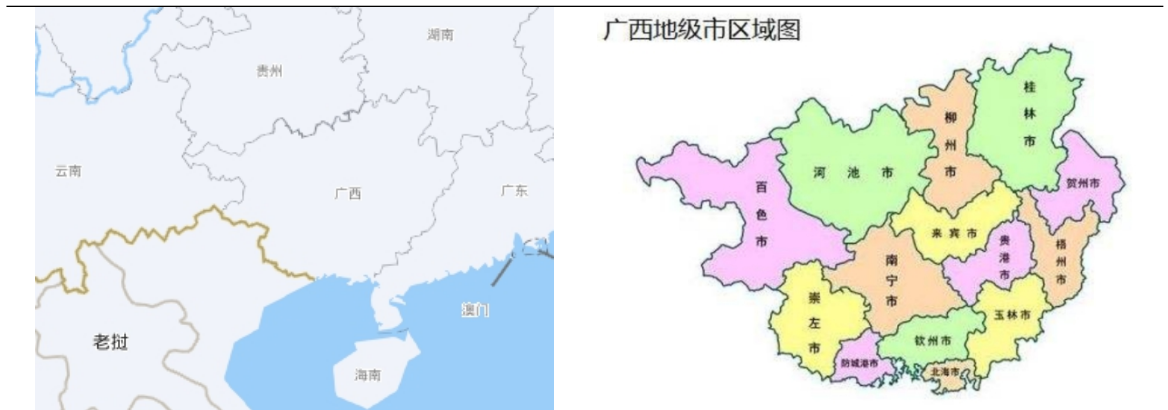 湖南
贵州
云南
广西
广东
澳门
老挝
海南
广西地级市区域图
桂林市
柳州市
河池市
百色市
贺州市
来宾市
贵港市
梧州市
南宁市
崇左市
玉林市
钦州市
防城港市
北海市